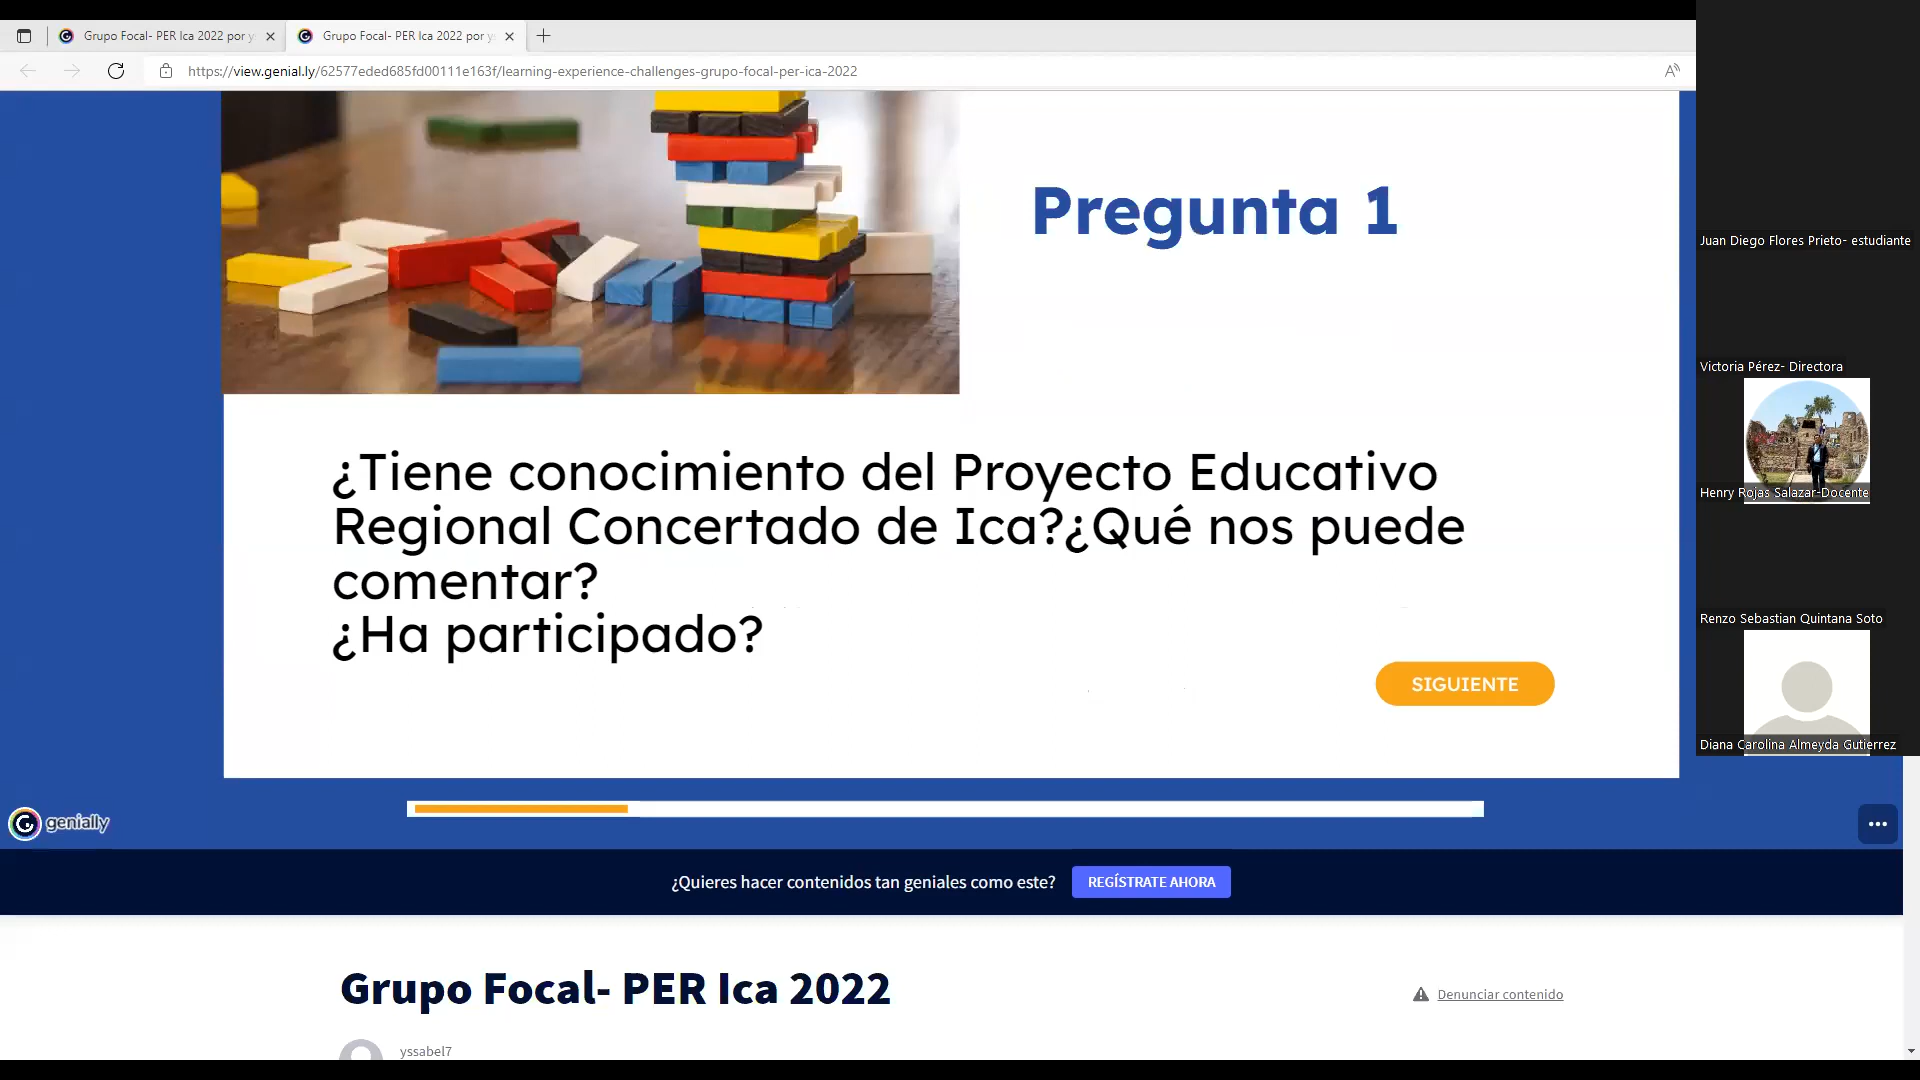 Grupo Focal- PER Ica 2022 por y
Grupo Focal- PER Ica 2022 por y
https://view.genial.ly/62577eded685fd00111e163f/learning-experience-challenges-grupo-focal-per-ica-2022
Pregunta 1
¿Tiene conocimiento del Proyecto Educativo
Regional Concertado de Ica?¿Qué nos puede
comentar?
¿Ha participado?
SIGUIENTE
Juan Diego Flores Prieto- estudiante
Victoria Pérez- Directora
Henry Rojas Salazar-Docente
Renzo Sebastian Quintana Soto
Diana Carolina Almeyda Gutierrez
genially
¿Quieres hacer contenidos tan geniales como este?
REGÍSTRATE AHORA
Grupo Focal- PER Ica 2022
Denunciar contenido
yssabel7